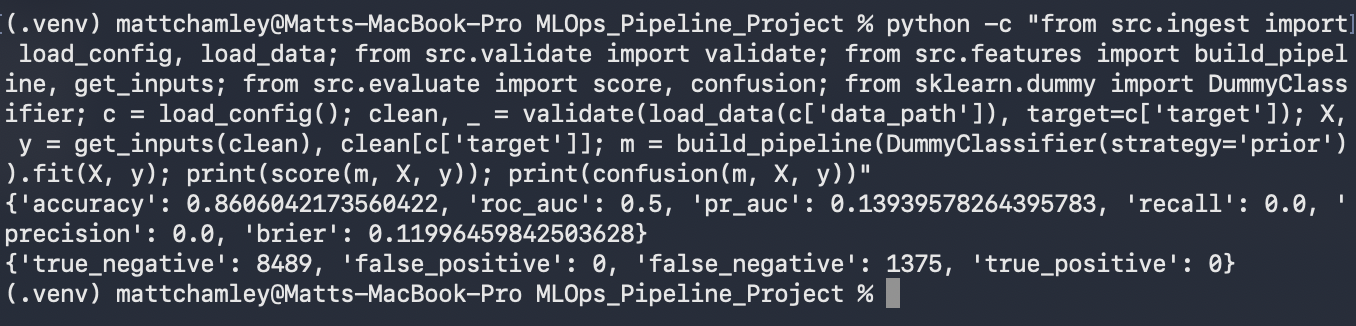 (.venv) mattchamley@Matts-MacBook-Pro MLOps_Pipeline_Project % python -c "from src.ingest import
 load_config, load_data; from src.validate import validate; from src.features import build_pipel
ine, get_inputs; from src.evaluate import score, confusion; from sklearn.dummy import DummyClass
ifier; c = load_config(); clean, _ = validate(load_data(c['data_path']), target=c['target']); X,
 y = get_inputs(clean), clean[c['target']]; m = build_pipeline(DummyClassifier(strategy='prior')
).fit(X, y); print(score(m, X, y)); print(confusion(m, X, y))"
{'accuracy': 0.8606042173560422, 'roc_auc': 0.5, 'pr_auc': 0.13939578264395783, 'recall': 0.0, '
precision': 0.0, 'brier': 0.11996459842503628}
{'true_negative': 8489, 'false_positive': 0, 'false_negative': 1375, 'true_positive': 0}
(.venv) mattchamley@Matts-MacBook-Pro MLOps_Pipeline_Project %